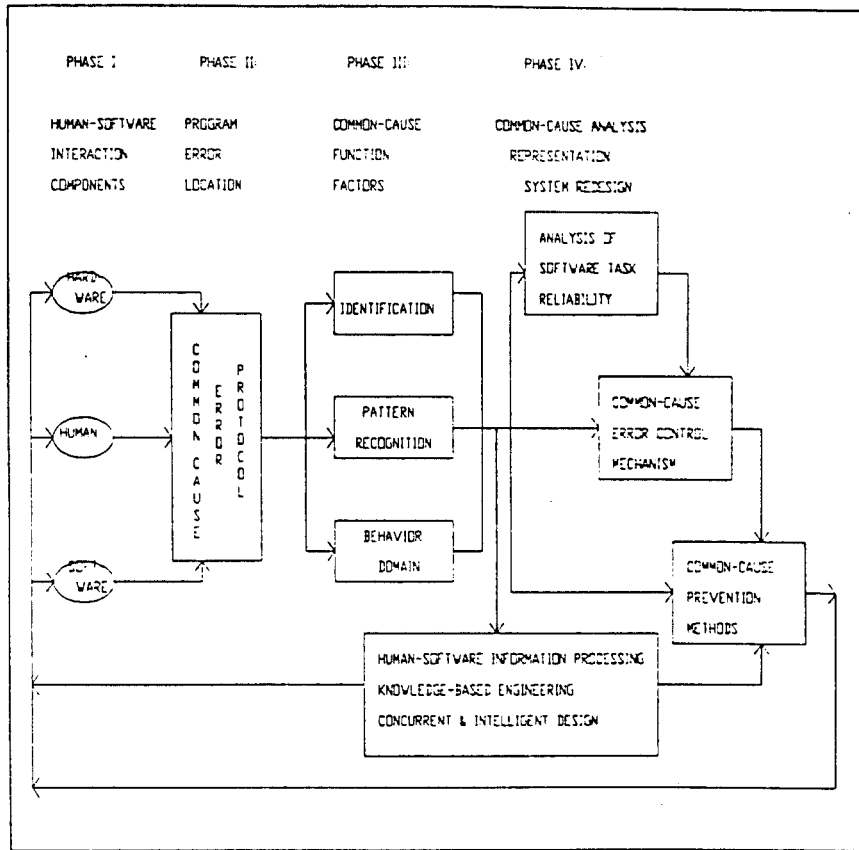 PHASE I
PHASE II:
PHASE III:
PHASE IV:
HUMAN-SOFTWARE
INTERACTION
COMPONENTS
PROGRAM
ERROR
LOCATION
COMMON-CAUSE
FUNCTION
FACTORS
COMMON-CAUSE ANALYSIS
REPRESENTATION
SYSTEM REDESIGN
HARD
WARE
HUMAN
SOFT
WARE
COMMON CAUSE
ERROR
PROTOCOL
IDENTIFICATION
PATTERN
RECOGNITION
BEHAVIOR
DOMAIN
ANALYSIS OF
SOFTWARE TASK
RELIABILITY
COMMON-CAUSE
ERROR CONTROL
MECHANISM
COMMON-CAUSE
PREVENTION
METHODS
HUMAN-SOFTWARE INFORMATION PROCESSING
KNOWLEDGE-BASED ENGINEERING
CONCURRENT & INTELLIGENT DESIGN